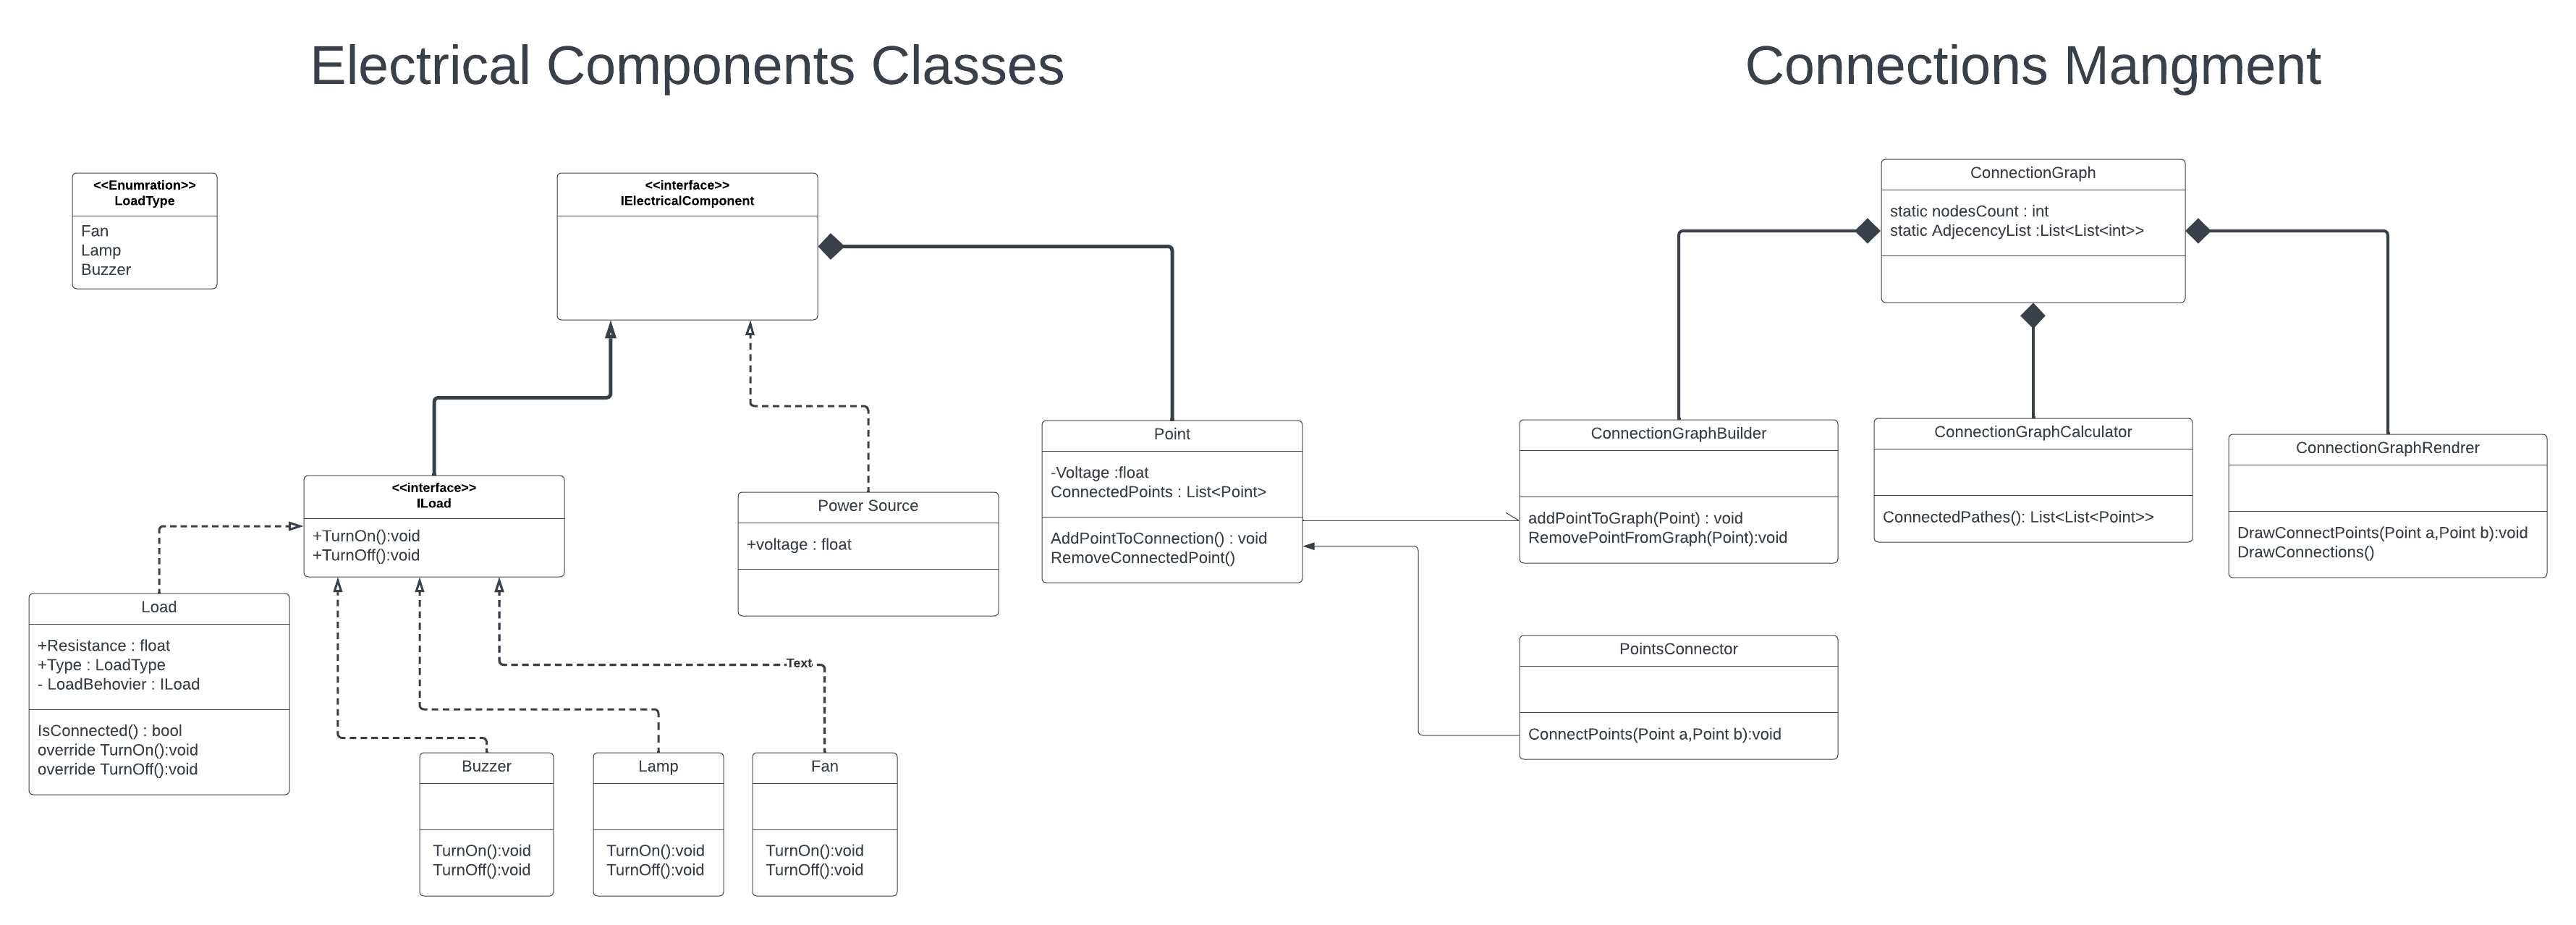 Electrical Components Classes
Connections Mangment
<<Enumration>>
LoadType
Fan
Lamp
Buzzer
<<interface>>
IElectricalComponent
ConnectionGraph
static nodesCount : int
static AdjecencyList :List<List<int>>
<<interface>>
ILoad
+TurnOn():void
+TurnOff():void
Power Source
+voltage : float
Point
-Voltage :float
ConnectedPoints : List<Point>
AddPointToConnection() : void
RemoveConnectedPoint()
ConnectionGraphBuilder
addPointToGraph(Point) : void
RemovePointFromGraph(Point):void
ConnectionGraphCalculator
ConnectedPathes(): List<List<Point>>
ConnectionGraphRendrer
DrawConnectPoints(Point a,Point b):void
DrawConnections()
Load
+Resistance : float
+Type : LoadType
- LoadBehovier : ILoad
IsConnected() : bool
override TurnOn():void
override TurnOff():void
Text
PointsConnector
ConnectPoints(Point a,Point b):void
Buzzer
TurnOn():void
TurnOff():void
Lamp
TurnOn():void
TurnOff():void
Fan
TurnOn():void
TurnOff():void